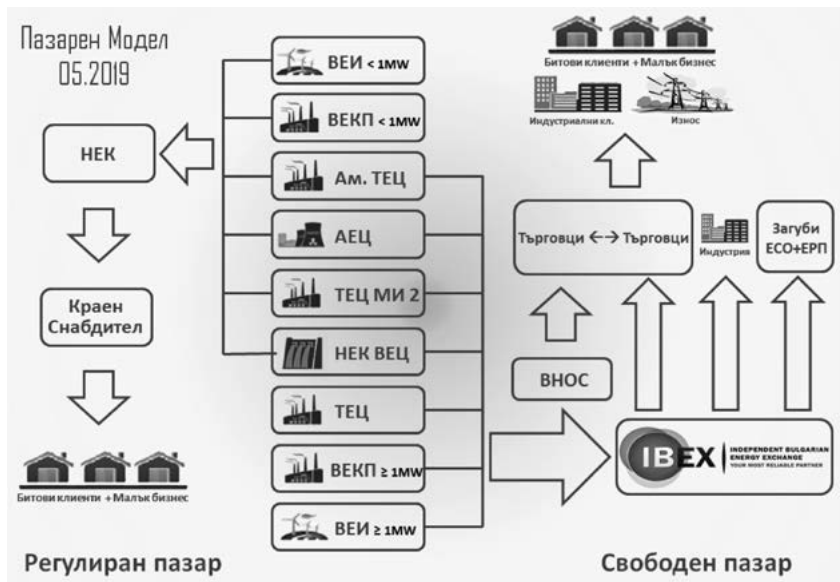 Пазарен Модел
05.2019
НЕК
Краен
Снабдител
Битови клиенти + Малък бизнес
Регулиран пазар
ВЕИ < 1MW
ВЕКП < 1MW
Ам. ТЕЦ
АЕЦ
ТЕЦ МИ 2
НЕК ВЕЦ
ТЕЦ
ВЕКП ≥ 1MW
ВЕИ ≥ 1MW
Битови клиенти + Малък бизнес
Индустриални кл.
Износ
Търговци ←→ Търговци
Индустрия
Загуби
ЕСО+ЕРП
ВНОС
IBEX
INDEPENDENT BULGARIAN
ENERGY EXCHANGE
YOUR MOST RELIABLE PARTNER
Свободен пазар